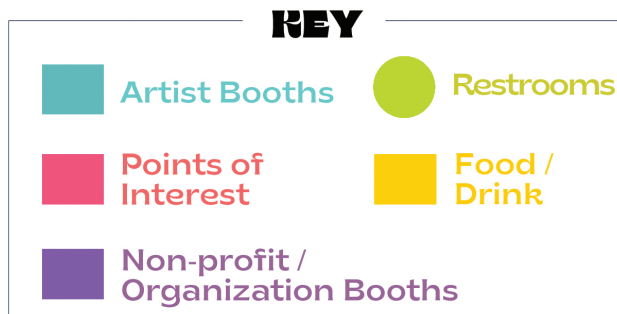 KEY
Artist Booths
Restrooms
Points of
Interest
Food /
Drink
Non-profit /
Organization Booths